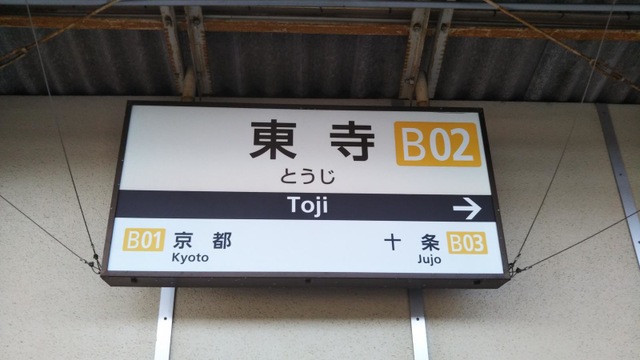 東寺 B02
とうじ
Toji →
B01 京都 十条 B03
Kyoto Jujo